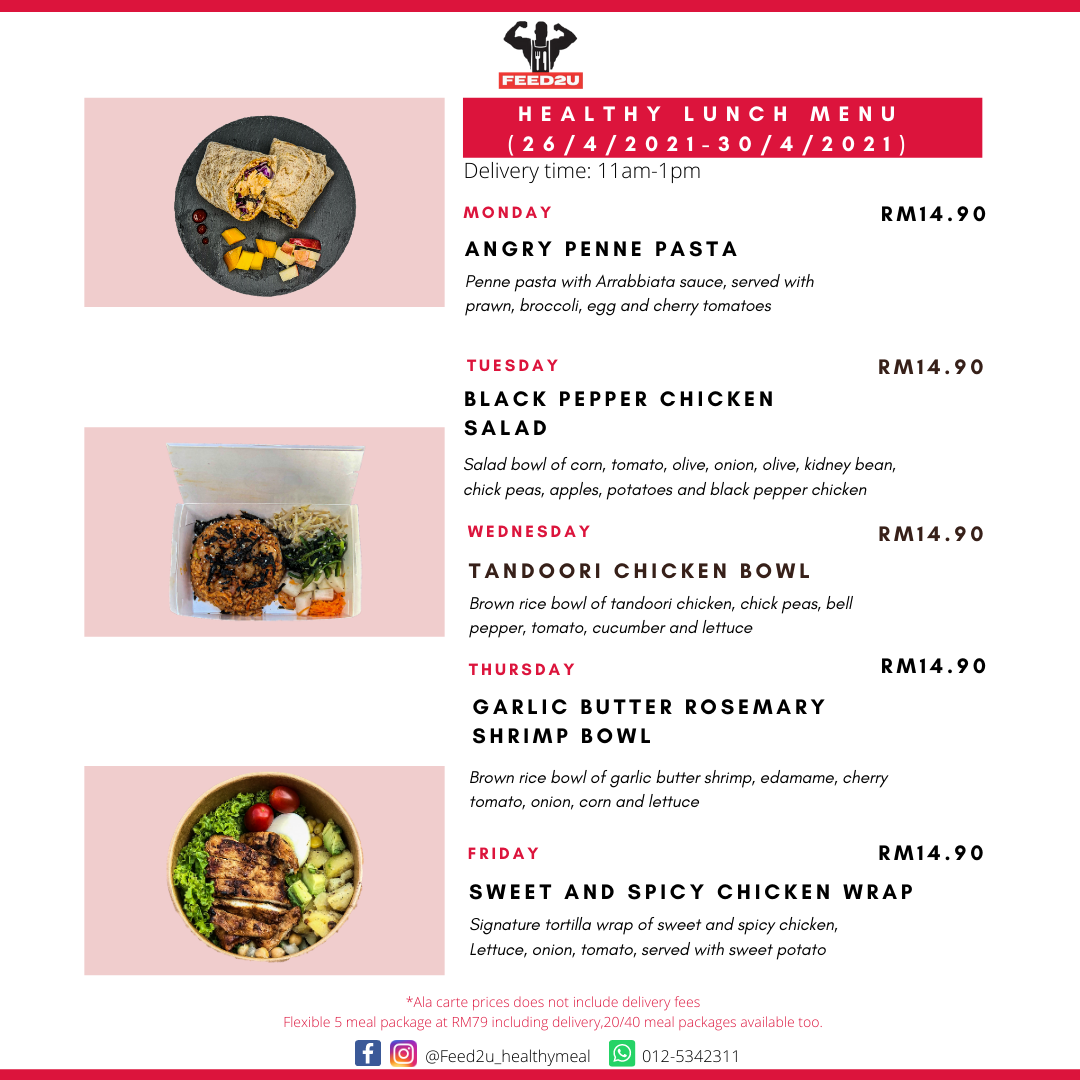 FEED2U
HEALTHY LUNCH MENU
(26/4/2021-30/4/2021)
Delivery time: 11am-1pm
MONDAY
RM14.90
ANGRY PENNE PASTA
Penne pasta with Arrabbiata sauce, served with
prawn, broccoli, egg and cherry tomatoes
TUESDAY
RM14.90
BLACK PEPPER CHICKEN
SALAD
Salad bowl of corn, tomato, olive, onion, olive, kidney bean,
chick peas, apples, potatoes and black pepper chicken
WEDNESDAY
RM14.90
TANDOORI CHICKEN BOWL
Brown rice bowl of tandoori chicken, chick peas, bell
pepper, tomato, cucumber and lettuce
THURSDAY
RM14.90
GARLIC BUTTER ROSEMARY
SHRIMP BOWL
Brown rice bowl of garlic butter shrimp, edamame, cherry
tomato, onion, corn and lettuce
FRIDAY
RM14.90
SWEET AND SPICY CHICKEN WRAP
Signature tortilla wrap of sweet and spicy chicken,
Lettuce, onion, tomato, served with sweet potato
*Ala carte prices does not include delivery fees
Flexible 5 meal package at RM79 including delivery,20/40 meal packages available too.
@Feed2u_healthymeal
012-5342311